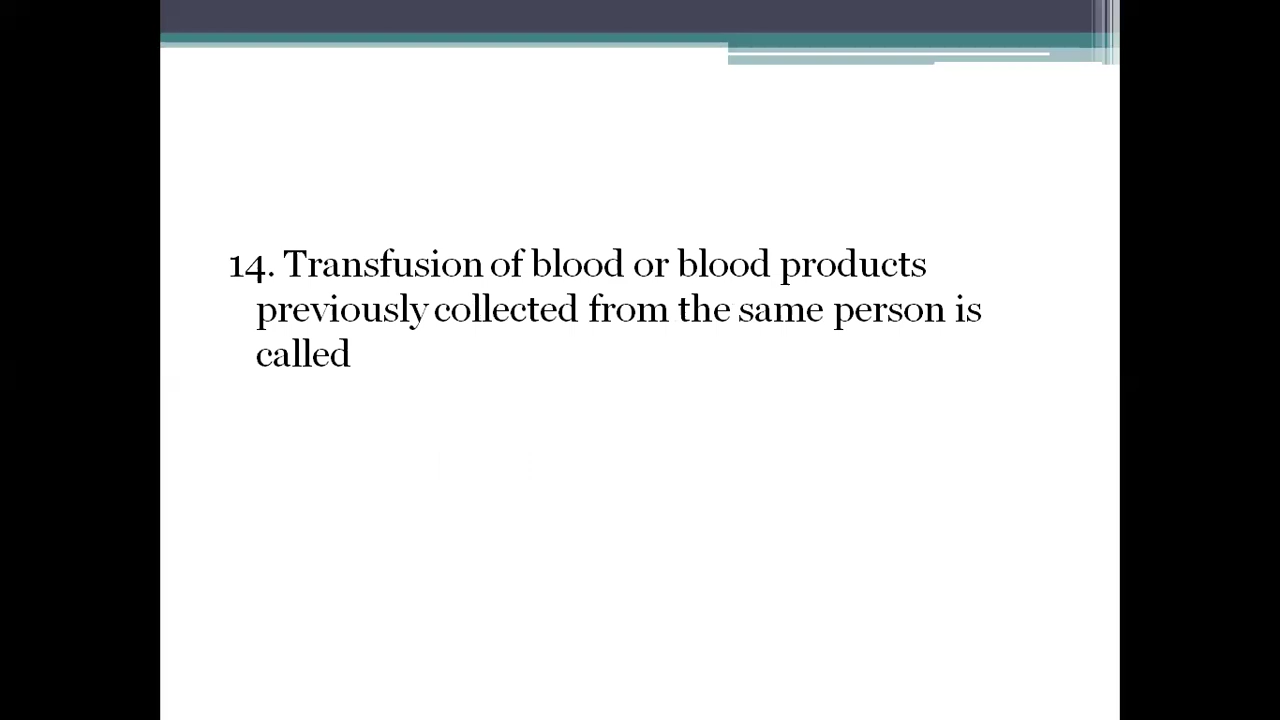 14. Transfusion of blood or blood products
previously collected from the same person is
called